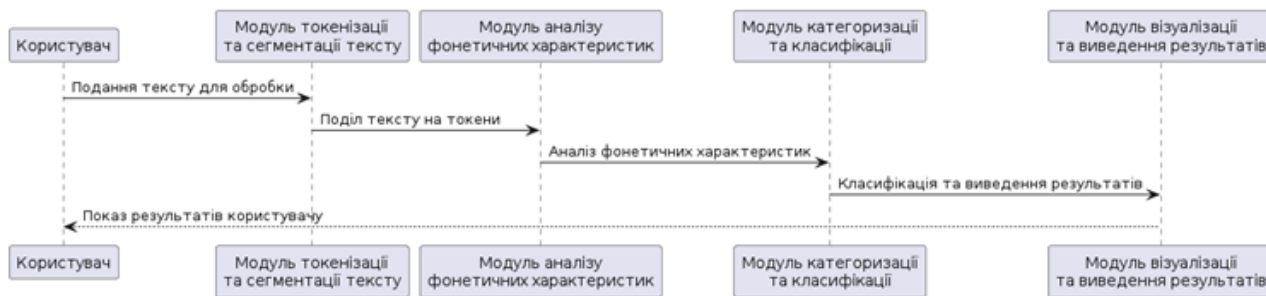 Користувач
Модуль токенізації
та сегментації тексту
Модуль аналізу
фонетичних характеристик
Модуль категоризації
та класифікації
Модуль візуалізації
та виведення результатів
Подання тексту для обробки
Поділ тексту на токени
Аналіз фонетичних характеристик
Класифікація та виведення результатів
Показ результатів користувачу
Користувач
Модуль токенізації
та сегментації тексту
Модуль аналізу
фонетичних характеристик
Модуль категоризації
та класифікації
Модуль візуалізації
та виведення результатів